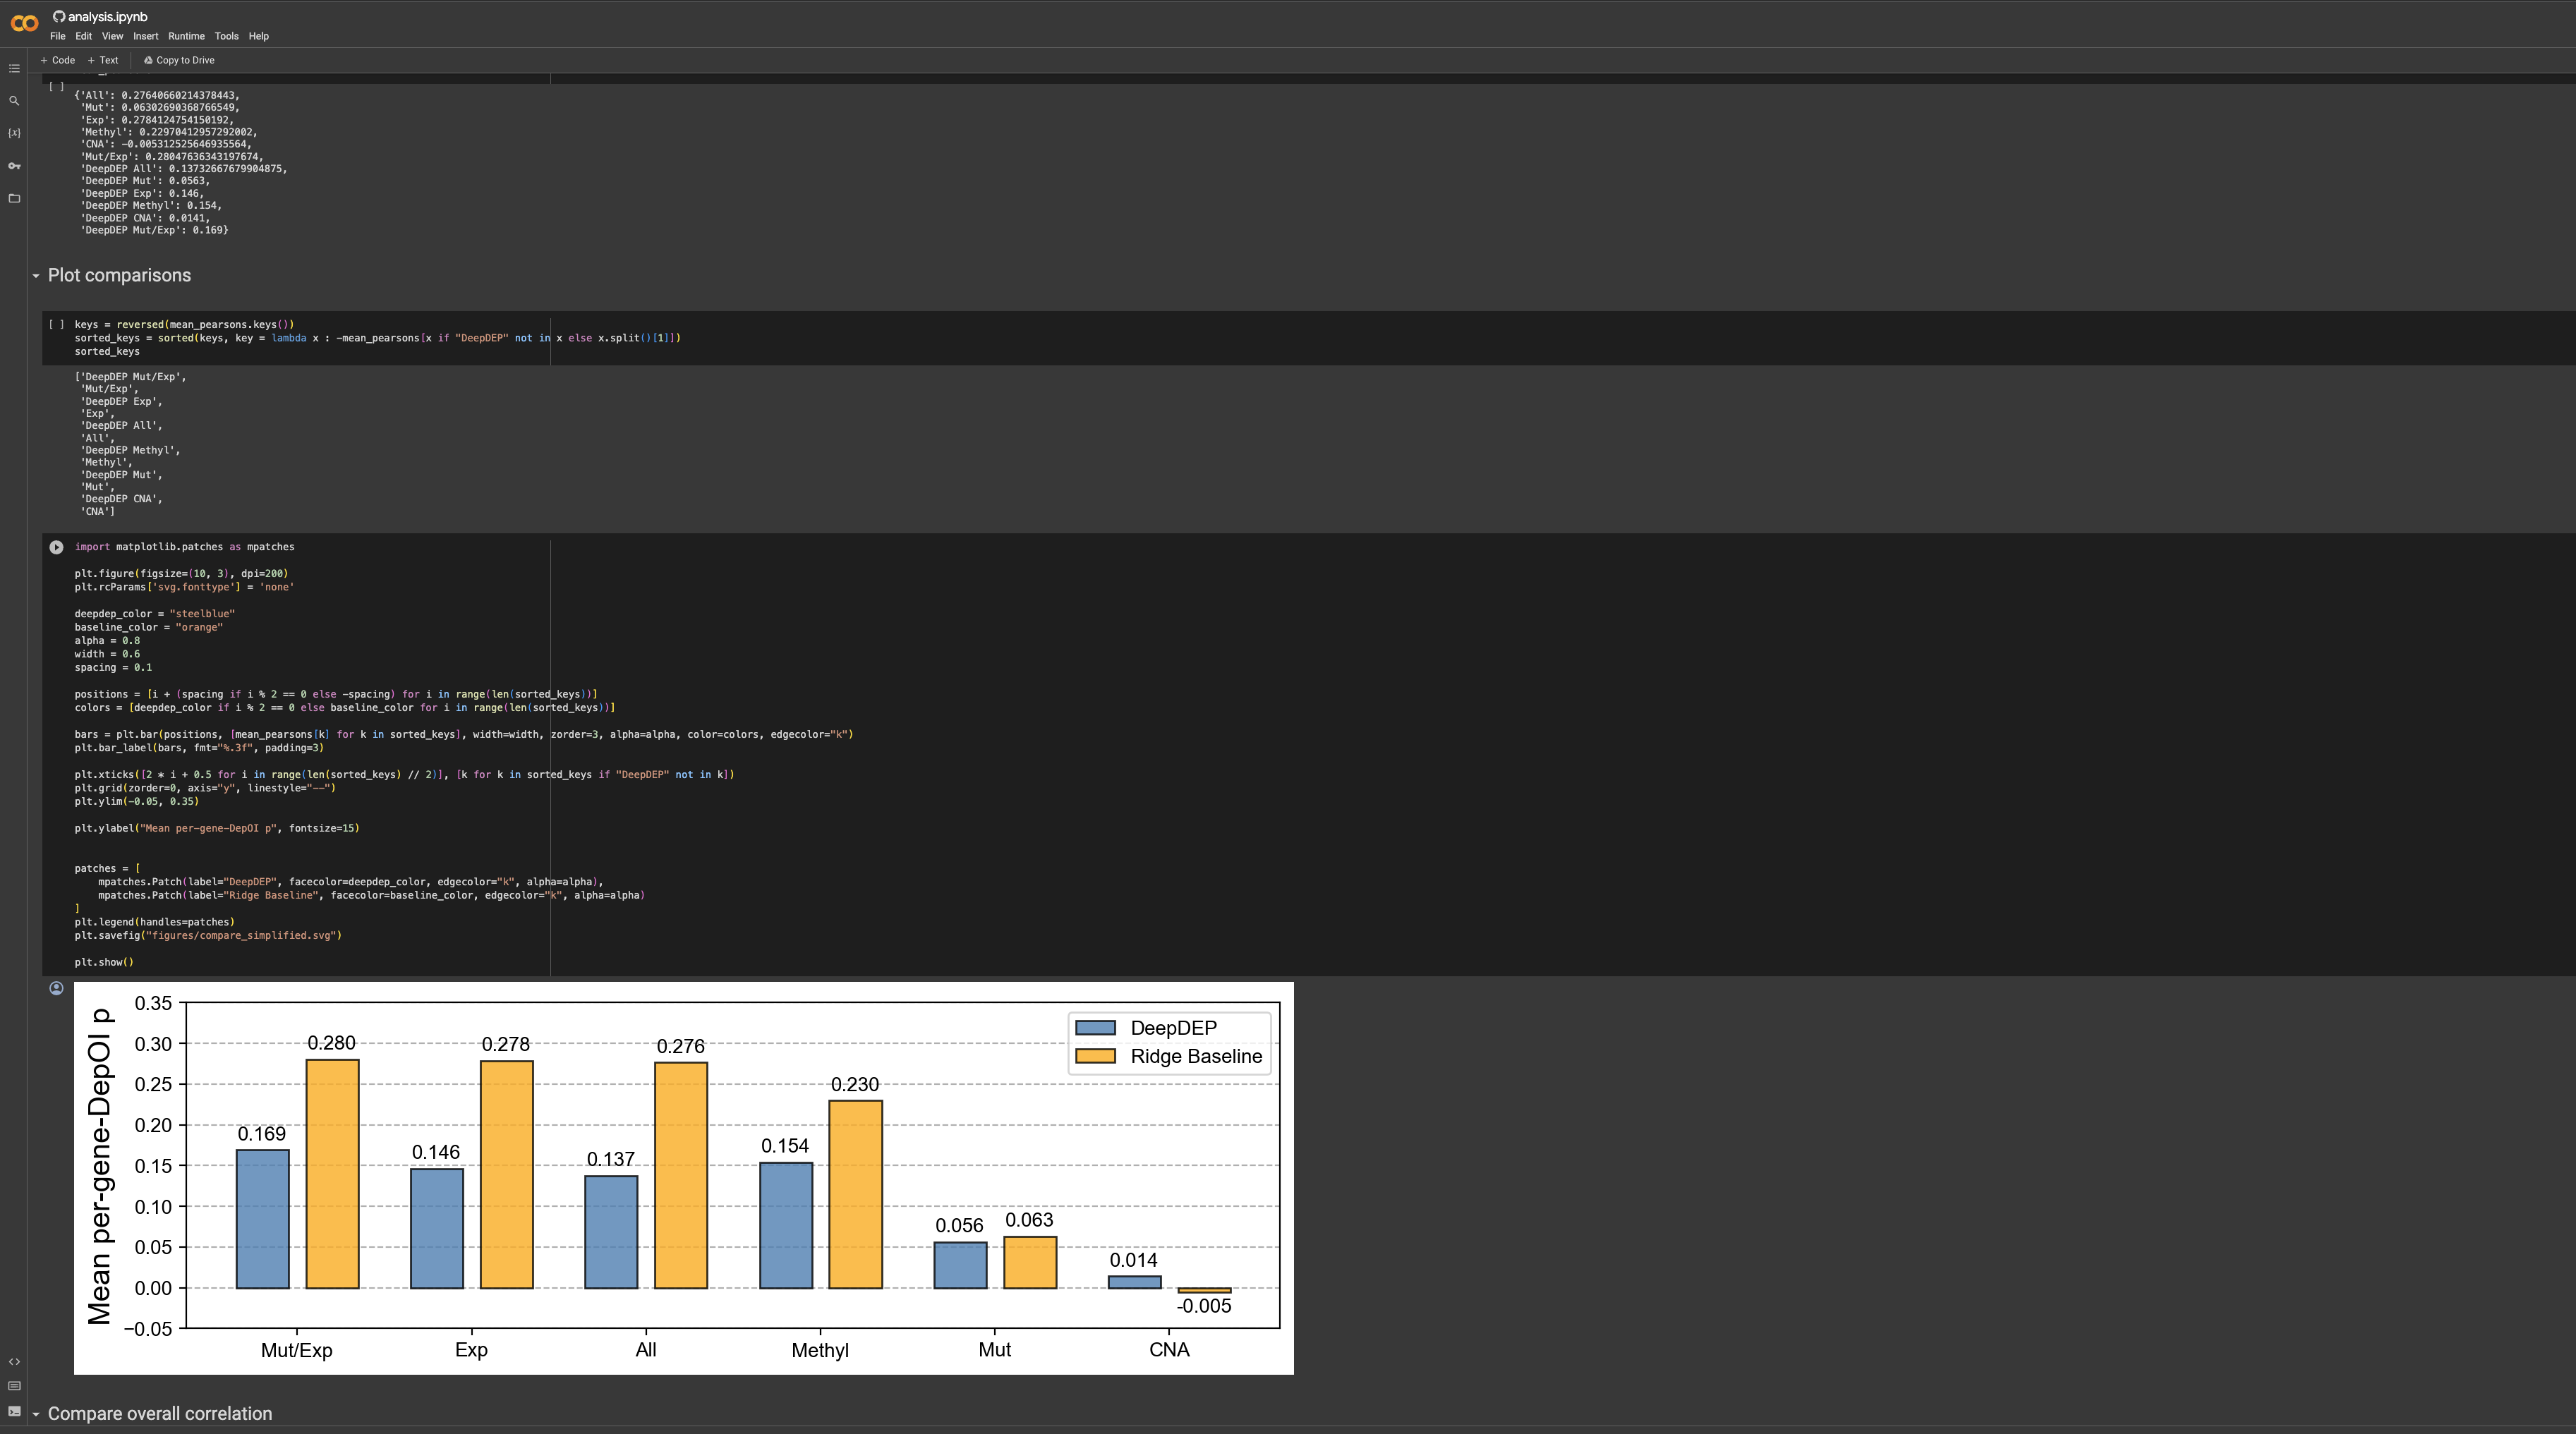 analysis.ipynb
File Edit View Insert Runtime Tools Help
+ Code + Text Copy to Drive
[ ]
{'All': 0.27640660214378443,
'Mut': 0.06302690368766549,
'Exp': 0.2784124754150192,
'Methyl': 0.22970412957292002,
'CNA': -0.005312525646935564,
'Mut/Exp': 0.28047636343197674,
'DeepDEP All': 0.13732667679904875,
'DeepDEP Mut': 0.0563,
'DeepDEP Exp': 0.146,
'DeepDEP Methyl': 0.154,
'DeepDEP CNA': 0.0141,
'DeepDEP Mut/Exp': 0.169}
Plot comparisons
[ ] keys = reversed(mean_pearsons.keys())
sorted_keys = sorted(keys, key = lambda x : -mean_pearsons[x if "DeepDEP" not in x else x.split()[1]])
sorted_keys
['DeepDEP Mut/Exp',
'Mut/Exp',
'DeepDEP Exp',
'Exp',
'DeepDEP All',
'All',
'DeepDEP Methyl',
'Methyl',
'DeepDEP Mut',
'Mut',
'DeepDEP CNA',
'CNA']
import matplotlib.patches as mpatches
plt.figure(figsize=(10, 3), dpi=200)
plt.rcParams['svg.fonttype'] = 'none'
deepdep_color = "steelblue"
baseline_color = "orange"
alpha = 0.8
width = 0.6
spacing = 0.1
positions = [i + (spacing if i % 2 == 0 else -spacing) for i in range(len(sorted_keys))]
colors = [deepdep_color if i % 2 == 0 else baseline_color for i in range(len(sorted_keys))]
bars = plt.bar(positions, [mean_pearsons[k] for k in sorted_keys], width=width, zorder=3, alpha=alpha, color=colors, edgecolor="k")
plt.bar_label(bars, fmt="%.3f", padding=3)
plt.xticks([2 * i + 0.5 for i in range(len(sorted_keys) // 2)], [k for k in sorted_keys if "DeepDEP" not in k])
plt.grid(zorder=0, axis="y", linestyle="--")
plt.ylim(-0.05, 0.35)
plt.ylabel("Mean per-gene-DepOI p", fontsize=15)
patches = [
mpatches.Patch(label="DeepDEP", facecolor=deepdep_color, edgecolor="k", alpha=alpha),
mpatches.Patch(label="Ridge Baseline", facecolor=baseline_color, edgecolor="k", alpha=alpha)
]
plt.legend(handles=patches)
plt.savefig("figures/compare_simplified.svg")
plt.show()
Mean per-gene-DepOI p
0.35
0.30
0.25
0.20
0.15
0.10
0.05
0.00
−0.05
DeepDEP
Ridge Baseline
0.169 0.280 0.146 0.278 0.137 0.276 0.154 0.230 0.056 0.063 0.014 -0.005
Mut/Exp Exp All Methyl Mut CNA
Compare overall correlation